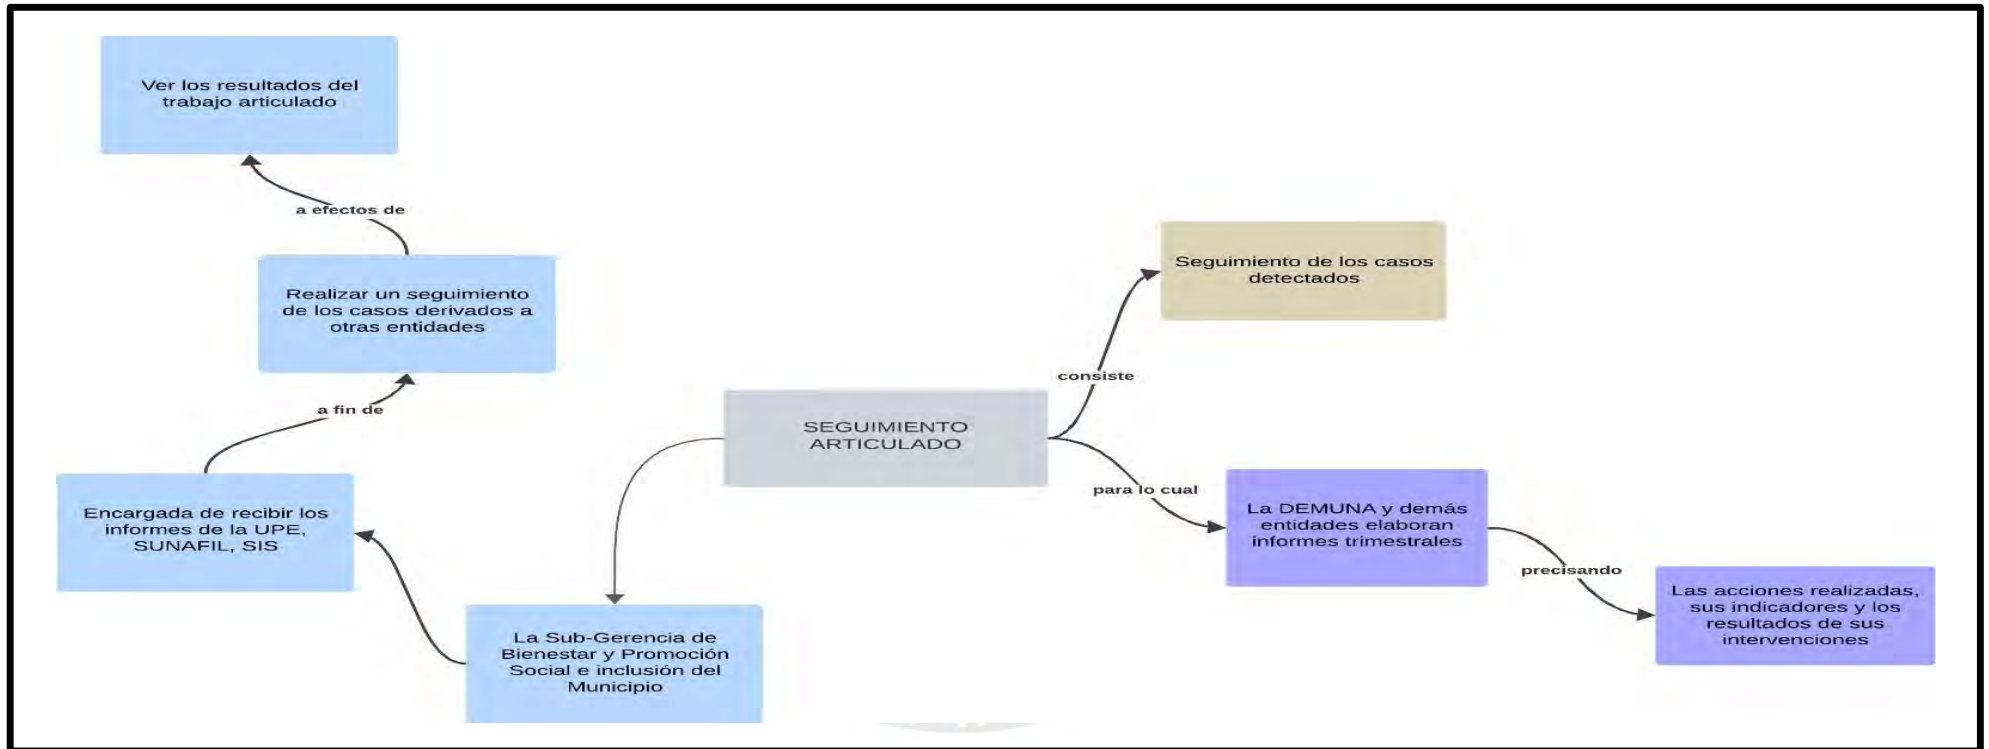 Ver los resultados del
trabajo articulado
a efectos de
Realizar un seguimiento
de los casos derivados a
otras entidades
a fin de
Encargada de recibir los
informes de la UPE,
SUNAFIL, SIS
La Sub-Gerencia de
Bienestar y Promoción
Social e inclusión del
Municipio
SEGUIMIENTO
ARTICULADO
consiste
Seguimiento de los casos
detectados
para lo cual
La DEMUNA y demás
entidades elaboran
informes trimestrales
precisando
Las acciones realizadas,
sus indicadores y los
resultados de sus
intervenciones